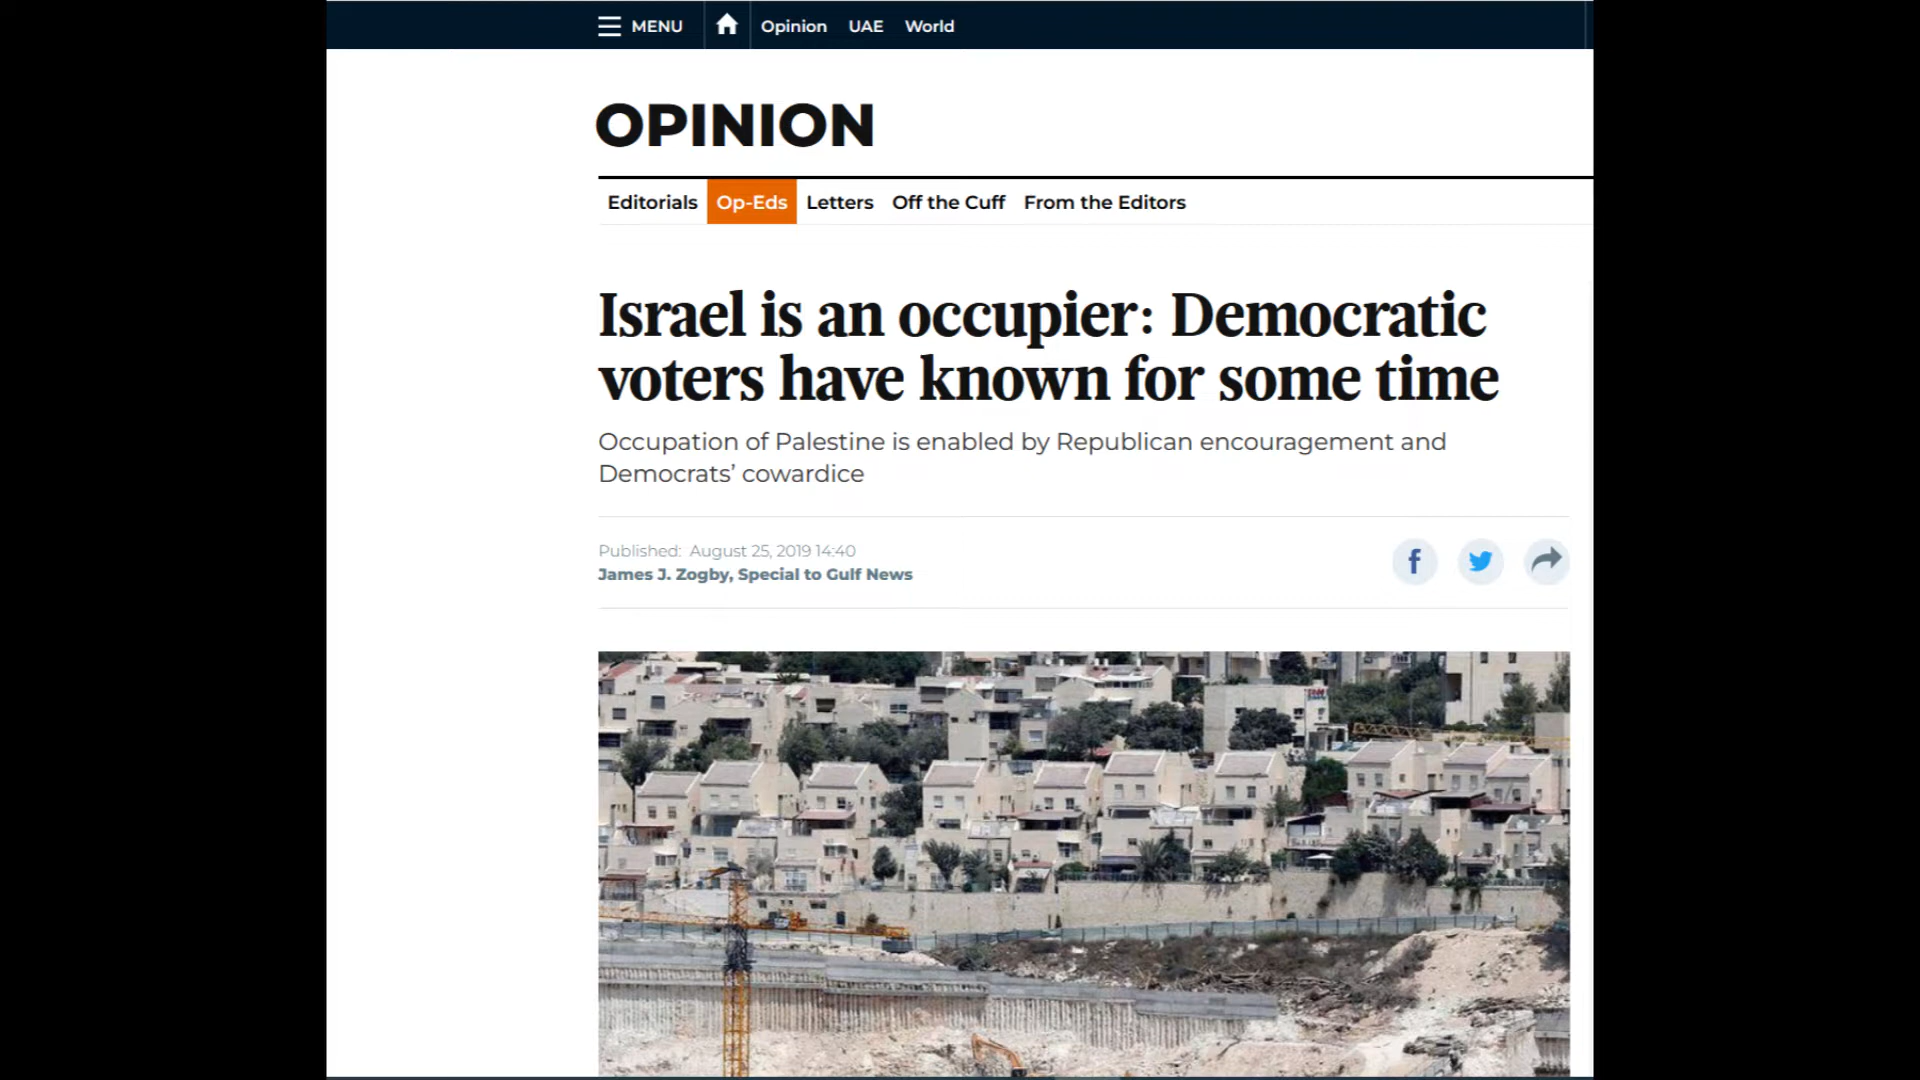 MENU Opinion UAE World
OPINION
Editorials Op-Eds Letters Off the Cuff From the Editors
Israel is an occupier: Democratic
voters have known for some time
Occupation of Palestine is enabled by Republican encouragement and
Democrats’ cowardice
Published: August 25, 2019 14:40
James J. Zogby, Special to Gulf News